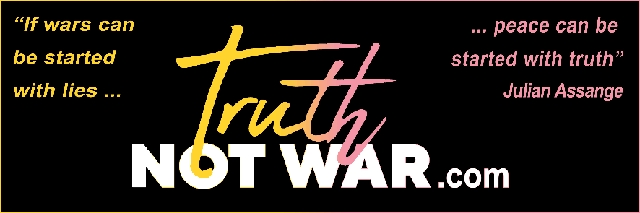 “If wars can
be started
with lies ...
... peace can be
started with truth”
Julian Assange
Truth
NOT WAR.com